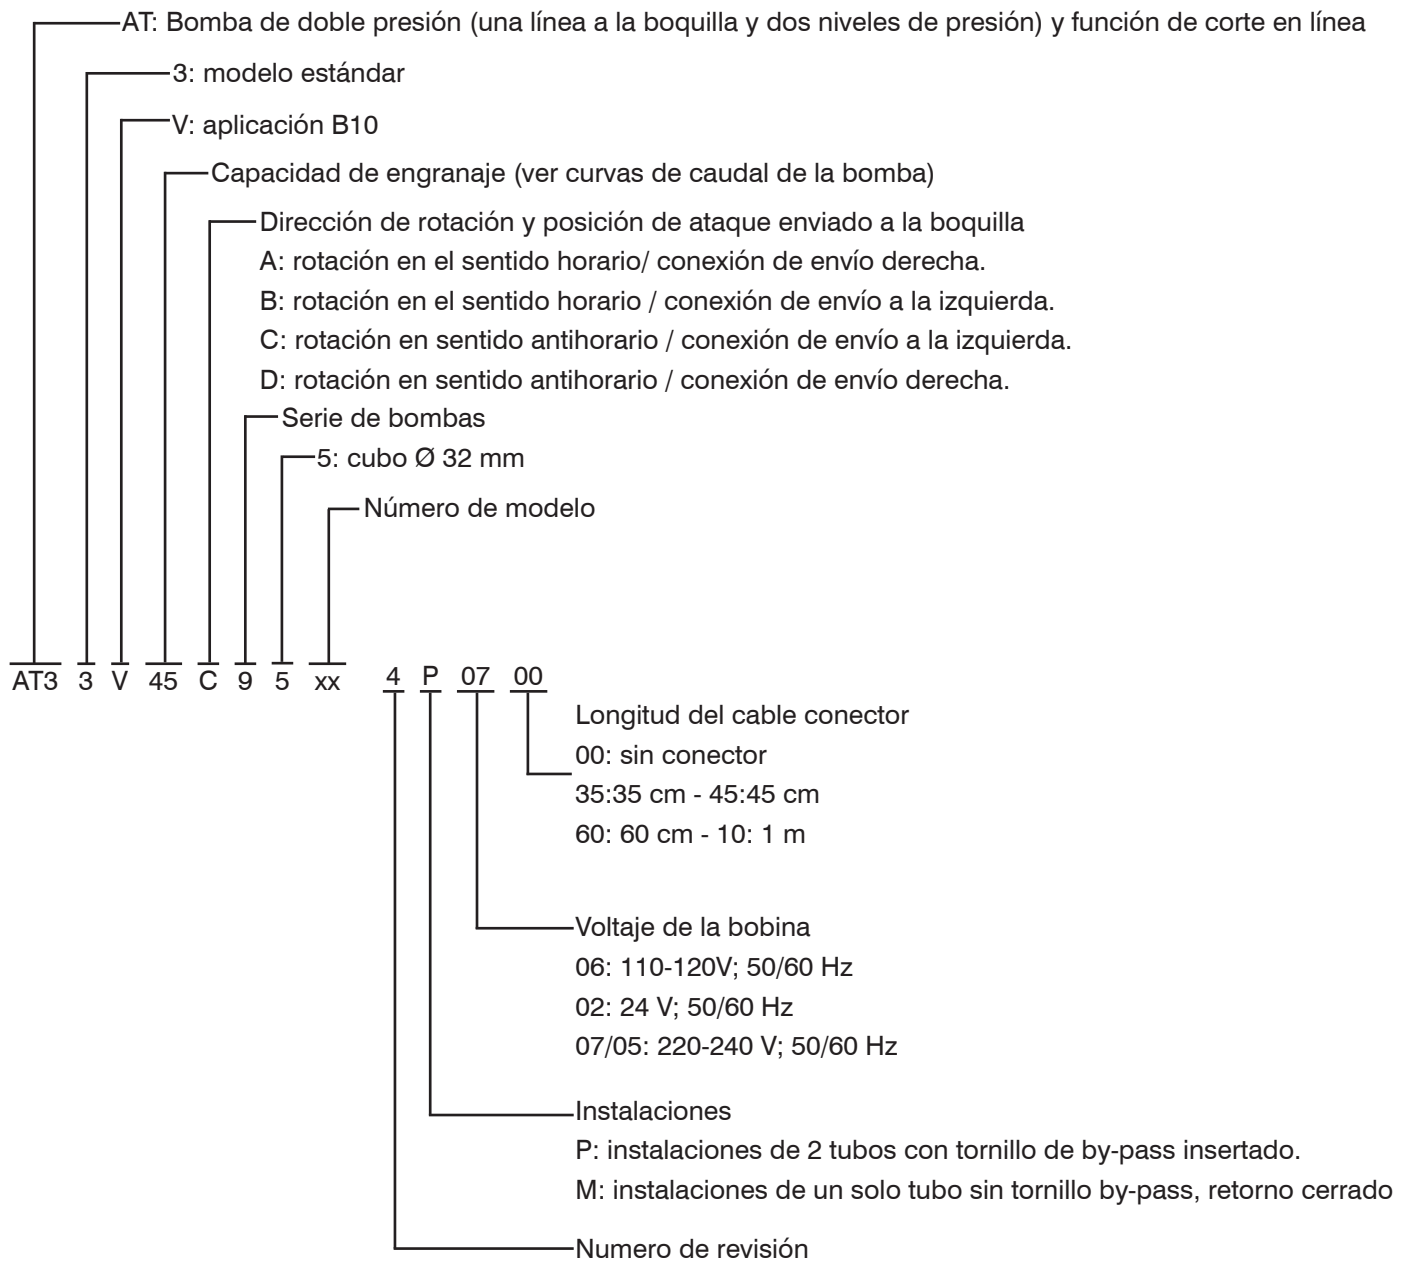 AT: Bomba de doble presión (una línea a la boquilla y dos niveles de presión) y función de corte en línea
3: modelo estándar
V: aplicación B10
Capacidad de engranaje (ver curvas de caudal de la bomba)
Dirección de rotación y posición de ataque enviado a la boquilla
A: rotación en el sentido horario/ conexión de envío derecha.
B: rotación en el sentido horario / conexión de envío a la izquierda.
C: rotación en sentido antihorario / conexión de envío a la izquierda.
D: rotación en sentido antihorario / conexión de envío derecha.
Serie de bombas
5: cubo Ø 32 mm
Número de modelo
AT3 3 V 45 C 9 5 xx 4 P 07 00
Longitud del cable conector
00: sin conector
35:35 cm - 45:45 cm
60: 60 cm - 10: 1 m
Voltaje de la bobina
06: 110-120V; 50/60 Hz
02: 24 V; 50/60 Hz
07/05: 220-240 V; 50/60 Hz
Instalaciones
P: instalaciones de 2 tubos con tornillo de by-pass insertado.
M: instalaciones de un solo tubo sin tornillo by-pass, retorno cerrado
Numero de revisión